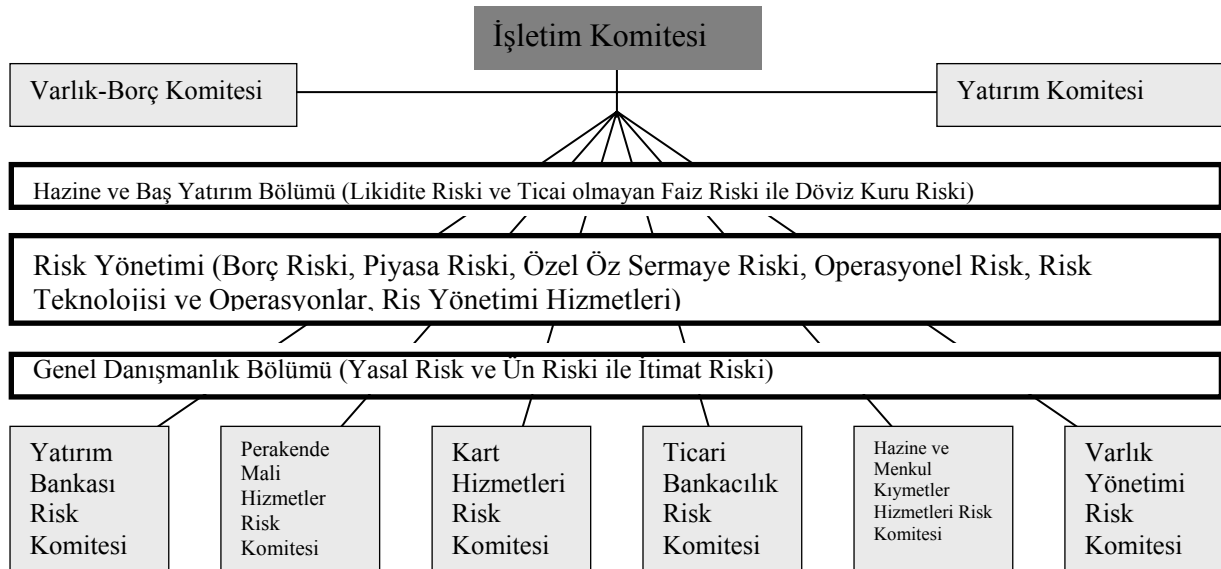 İşletim Komitesi
Varlık-Borç Komitesi
Yatırım Komitesi
Hazine ve Baş Yatırım Bölümü (Likidite Riski ve Ticai olmayan Faiz Riski ile Döviz Kuru Riski)
Risk Yönetimi (Borç Riski, Piyasa Riski, Özel Öz Sermaye Riski, Operasyonel Risk, Risk
Teknolojisi ve Operasyonlar, Ris Yönetimi Hizmetleri)
Genel Danışmanlık Bölümü (Yasal Risk ve Ün Riski ile İtimat Riski)
Yatırım
Bankası
Risk
Komitesi
Perakende
Mali
Hizmetler
Risk
Komitesi
Kart
Hizmetleri
Risk
Komitesi
Ticari
Bankacılık
Risk
Komitesi
Hazine ve
Menkul
Kıymetler
Hizmetleri Risk
Komitesi
Varlık
Yönetimi
Risk
Komitesi